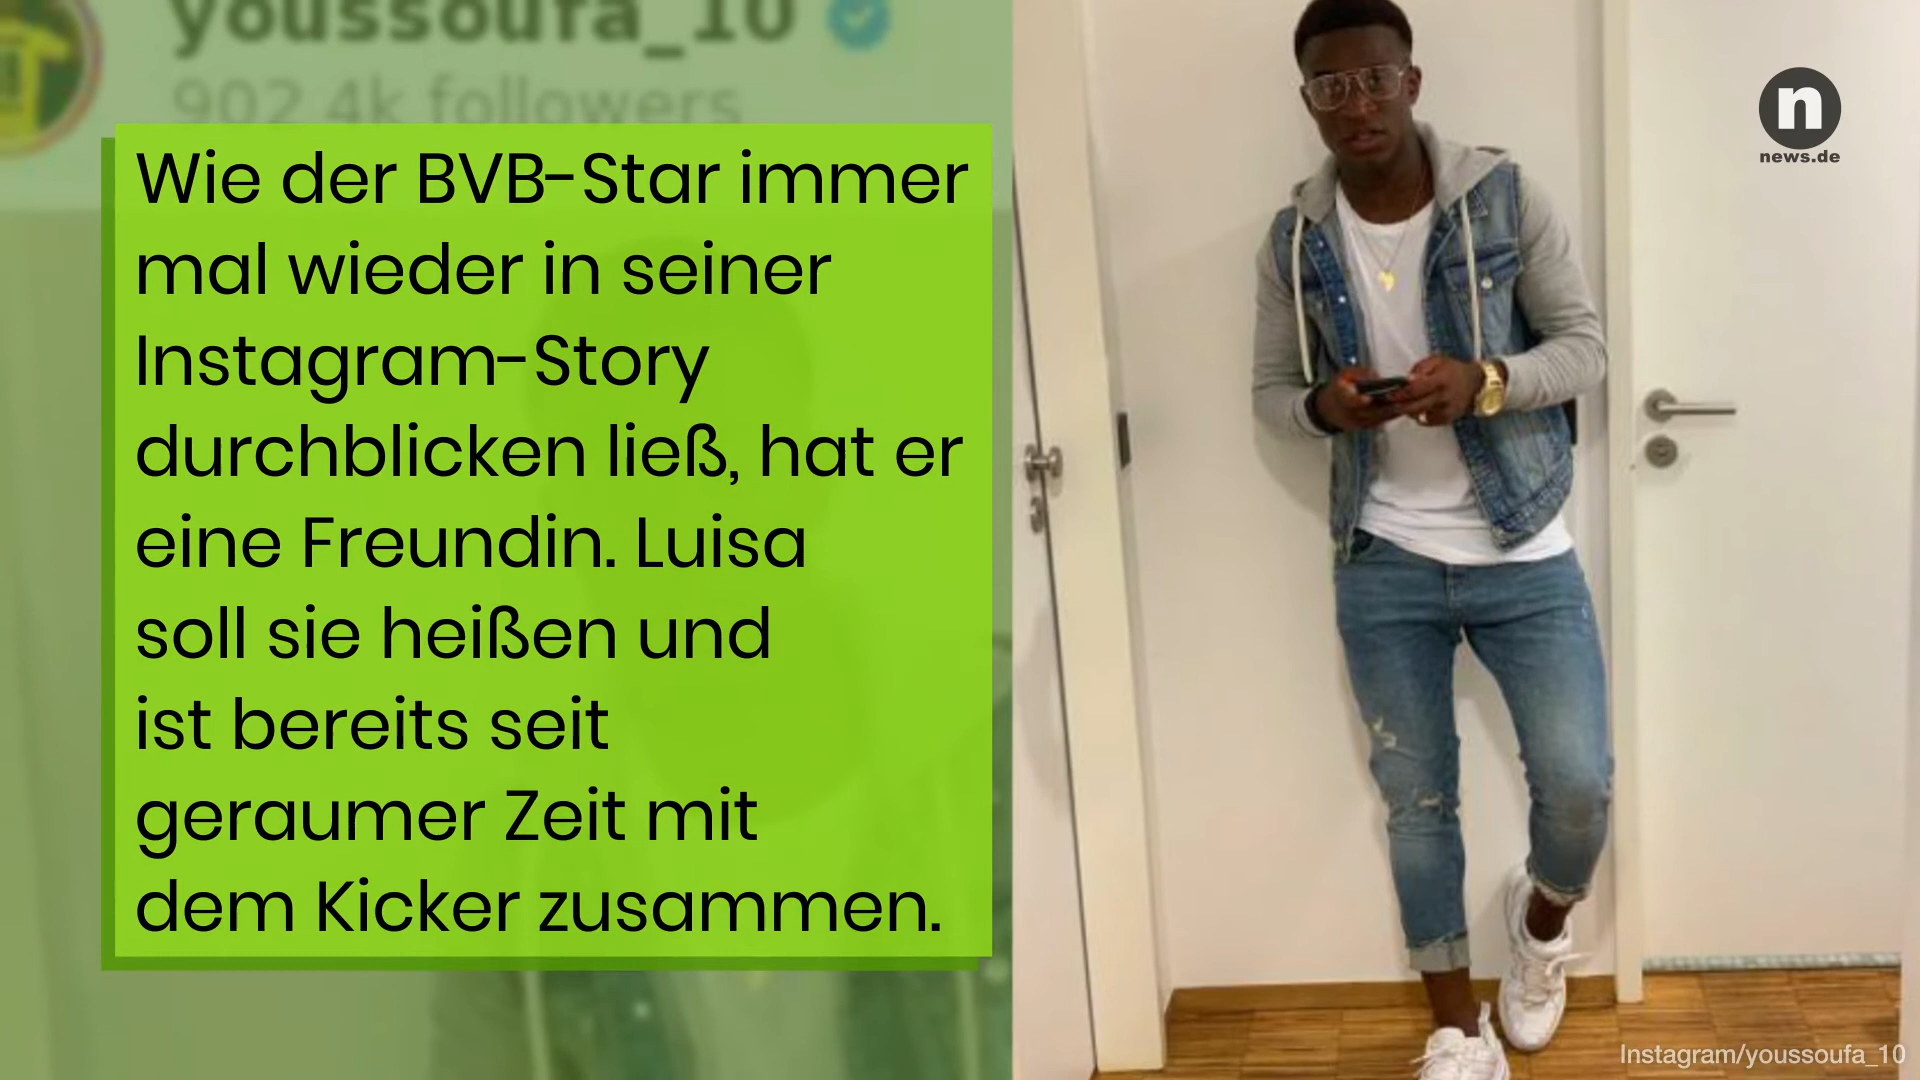 youssoufa_10
902.4k followers
Wie der BVB-Star immer
mal wieder in seiner
Instagram-Story
durchblicken ließ, hat er
eine Freundin. Luisa
soll sie heißen und
ist bereits seit
geraumer Zeit mit
dem Kicker zusammen.
n
news.de
Instagram/youssoufa_10